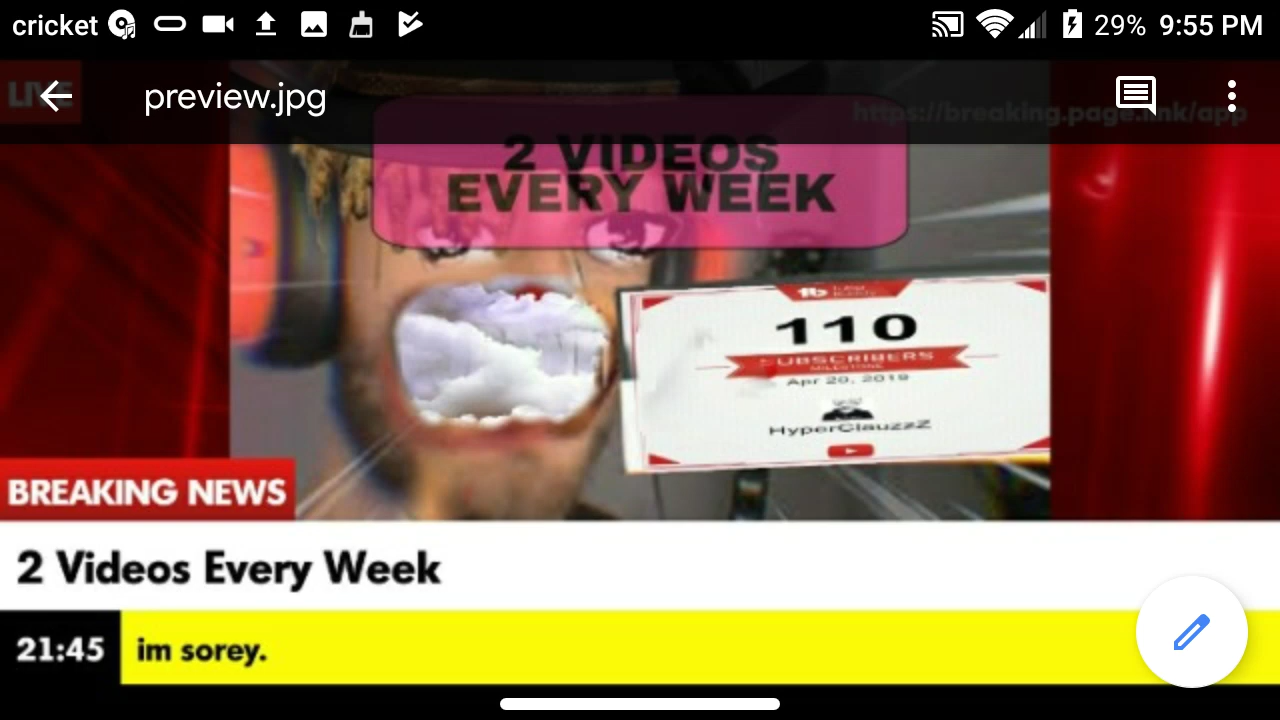 cricket 29% 9:55 PM
LIVE
preview.jpg
https://breaking.page.link/app
2 VIDEOS
EVERY WEEK
110
SUBSCRIBERS
MILESTONE
Apr 20, 2019
HyperClauzzZ
BREAKING NEWS
2 Videos Every Week
21:45 im sorey.